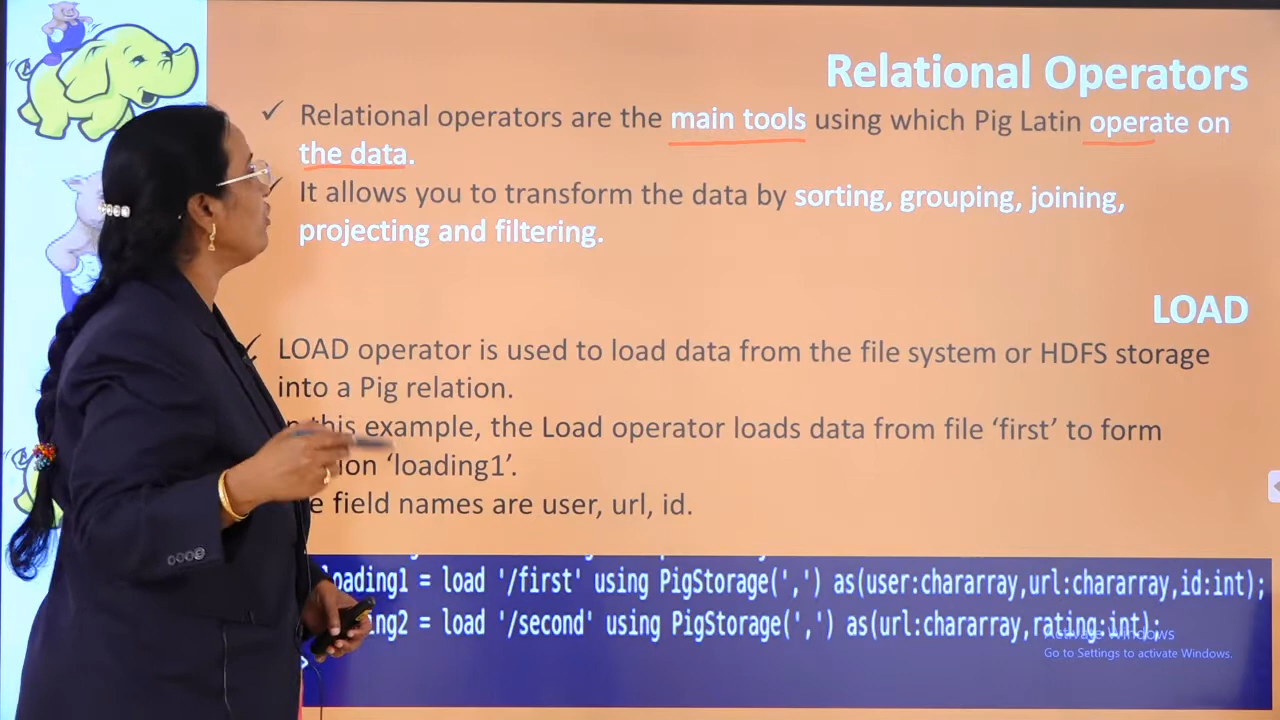 Relational Operators
Relational operators are the main tools using which Pig Latin operate on
the data.
It allows you to transform the data by sorting, grouping, joining,
projecting and filtering.
LOAD
LOAD operator is used to load data from the file system or HDFS storage
into a Pig relation.
this example, the Load operator loads data from file ‘first’ to form
‘loading1’.
field names are user, url, id.
loading1 = load '/first' using PigStorage(',') as(user:chararray,url:chararray,id:int);
= load '/second' using PigStorage(',') as(url:chararray,rating:int);
Activate Windows
Go to Settings to activate Windows.